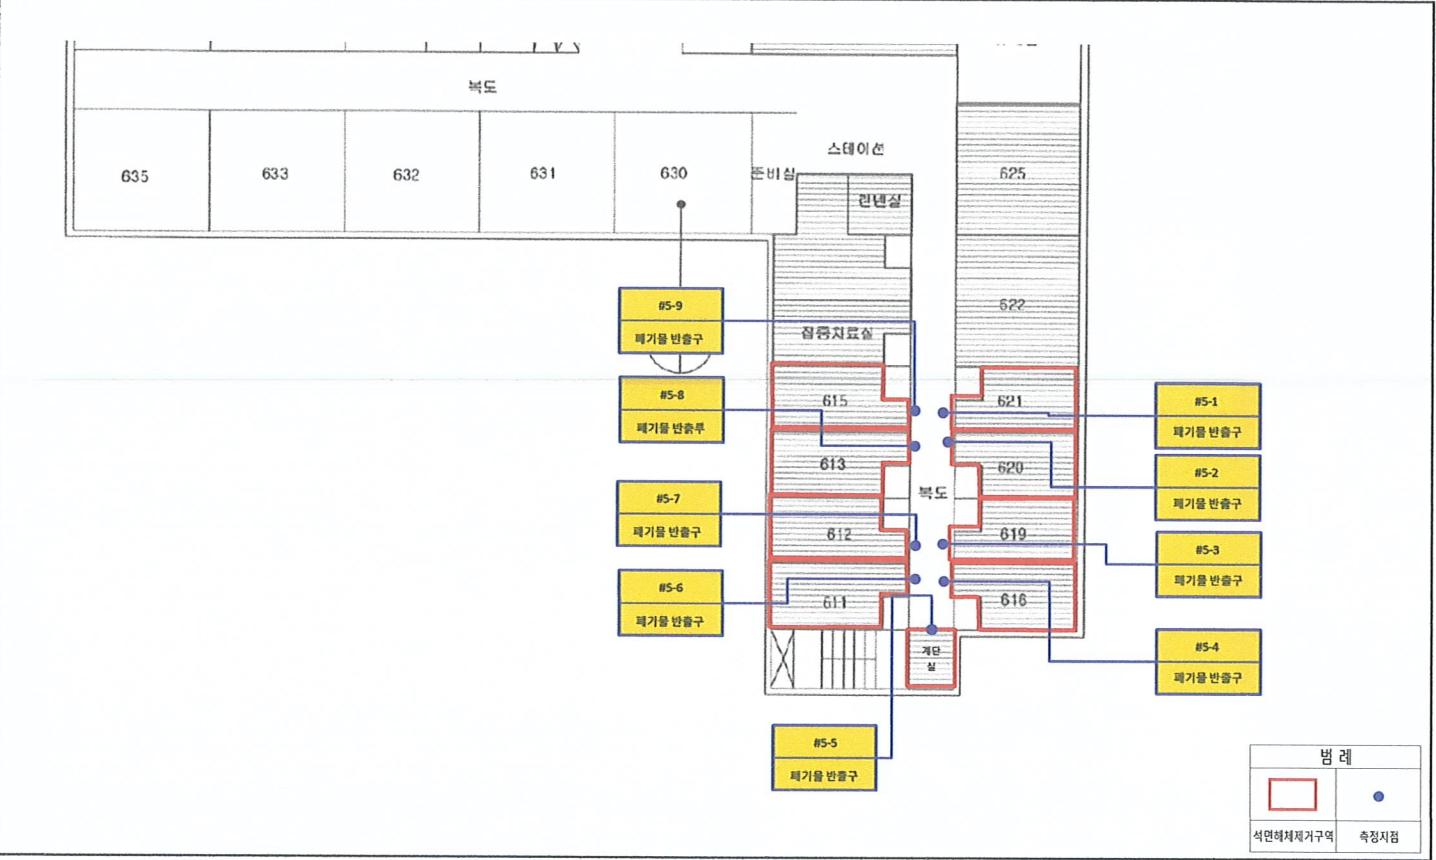 복도
635
633
632
631
630
준비실
스테이션
린넨실
625
622
집중치료실
#5-9
폐기물 반출구
#5-8
폐기물 반출루
615
621
#5-1
폐기물 반출구
613
620
#5-2
폐기물 반출구
복도
#5-7
폐기물 반출구
612
619
#5-3
폐기물 반출구
#5-6
폐기물 반출구
611
616
계단
실
#5-4
폐기물 반출구
#5-5
폐기물 반출구
범 례
석면해체제거구역
측정지점